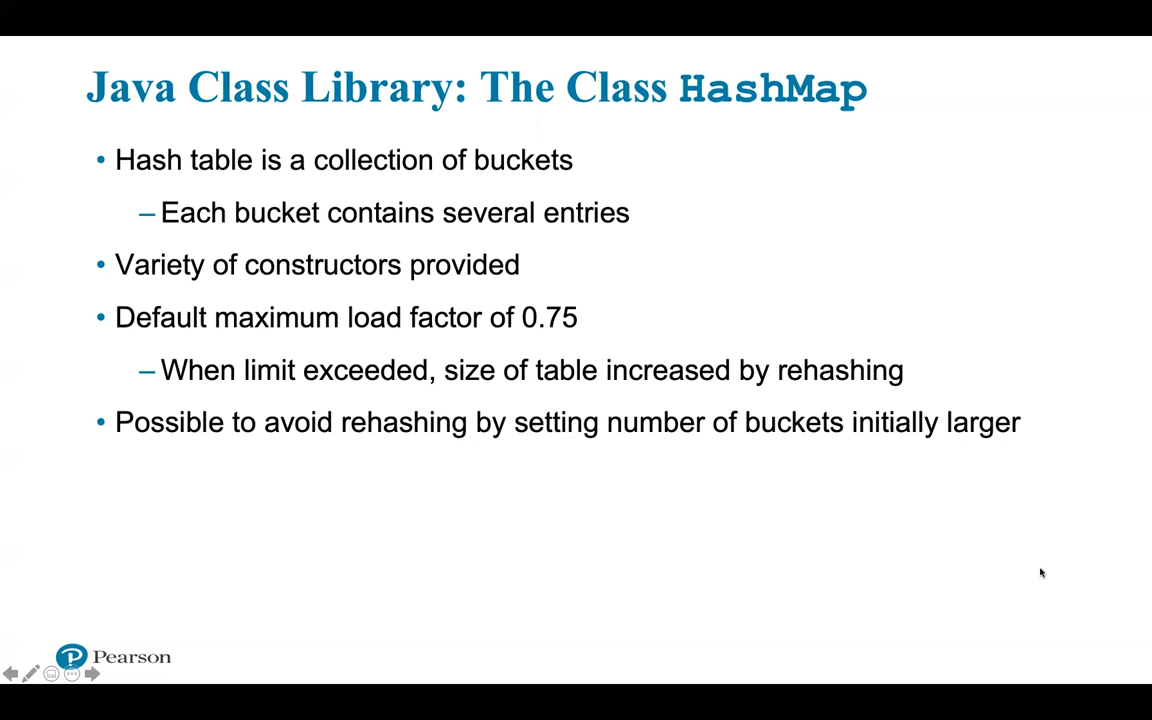 Java Class Library: The Class HashMap
• Hash table is a collection of buckets
– Each bucket contains several entries
• Variety of constructors provided
• Default maximum load factor of 0.75
– When limit exceeded, size of table increased by rehashing
• Possible to avoid rehashing by setting number of buckets initially larger
P Pearson